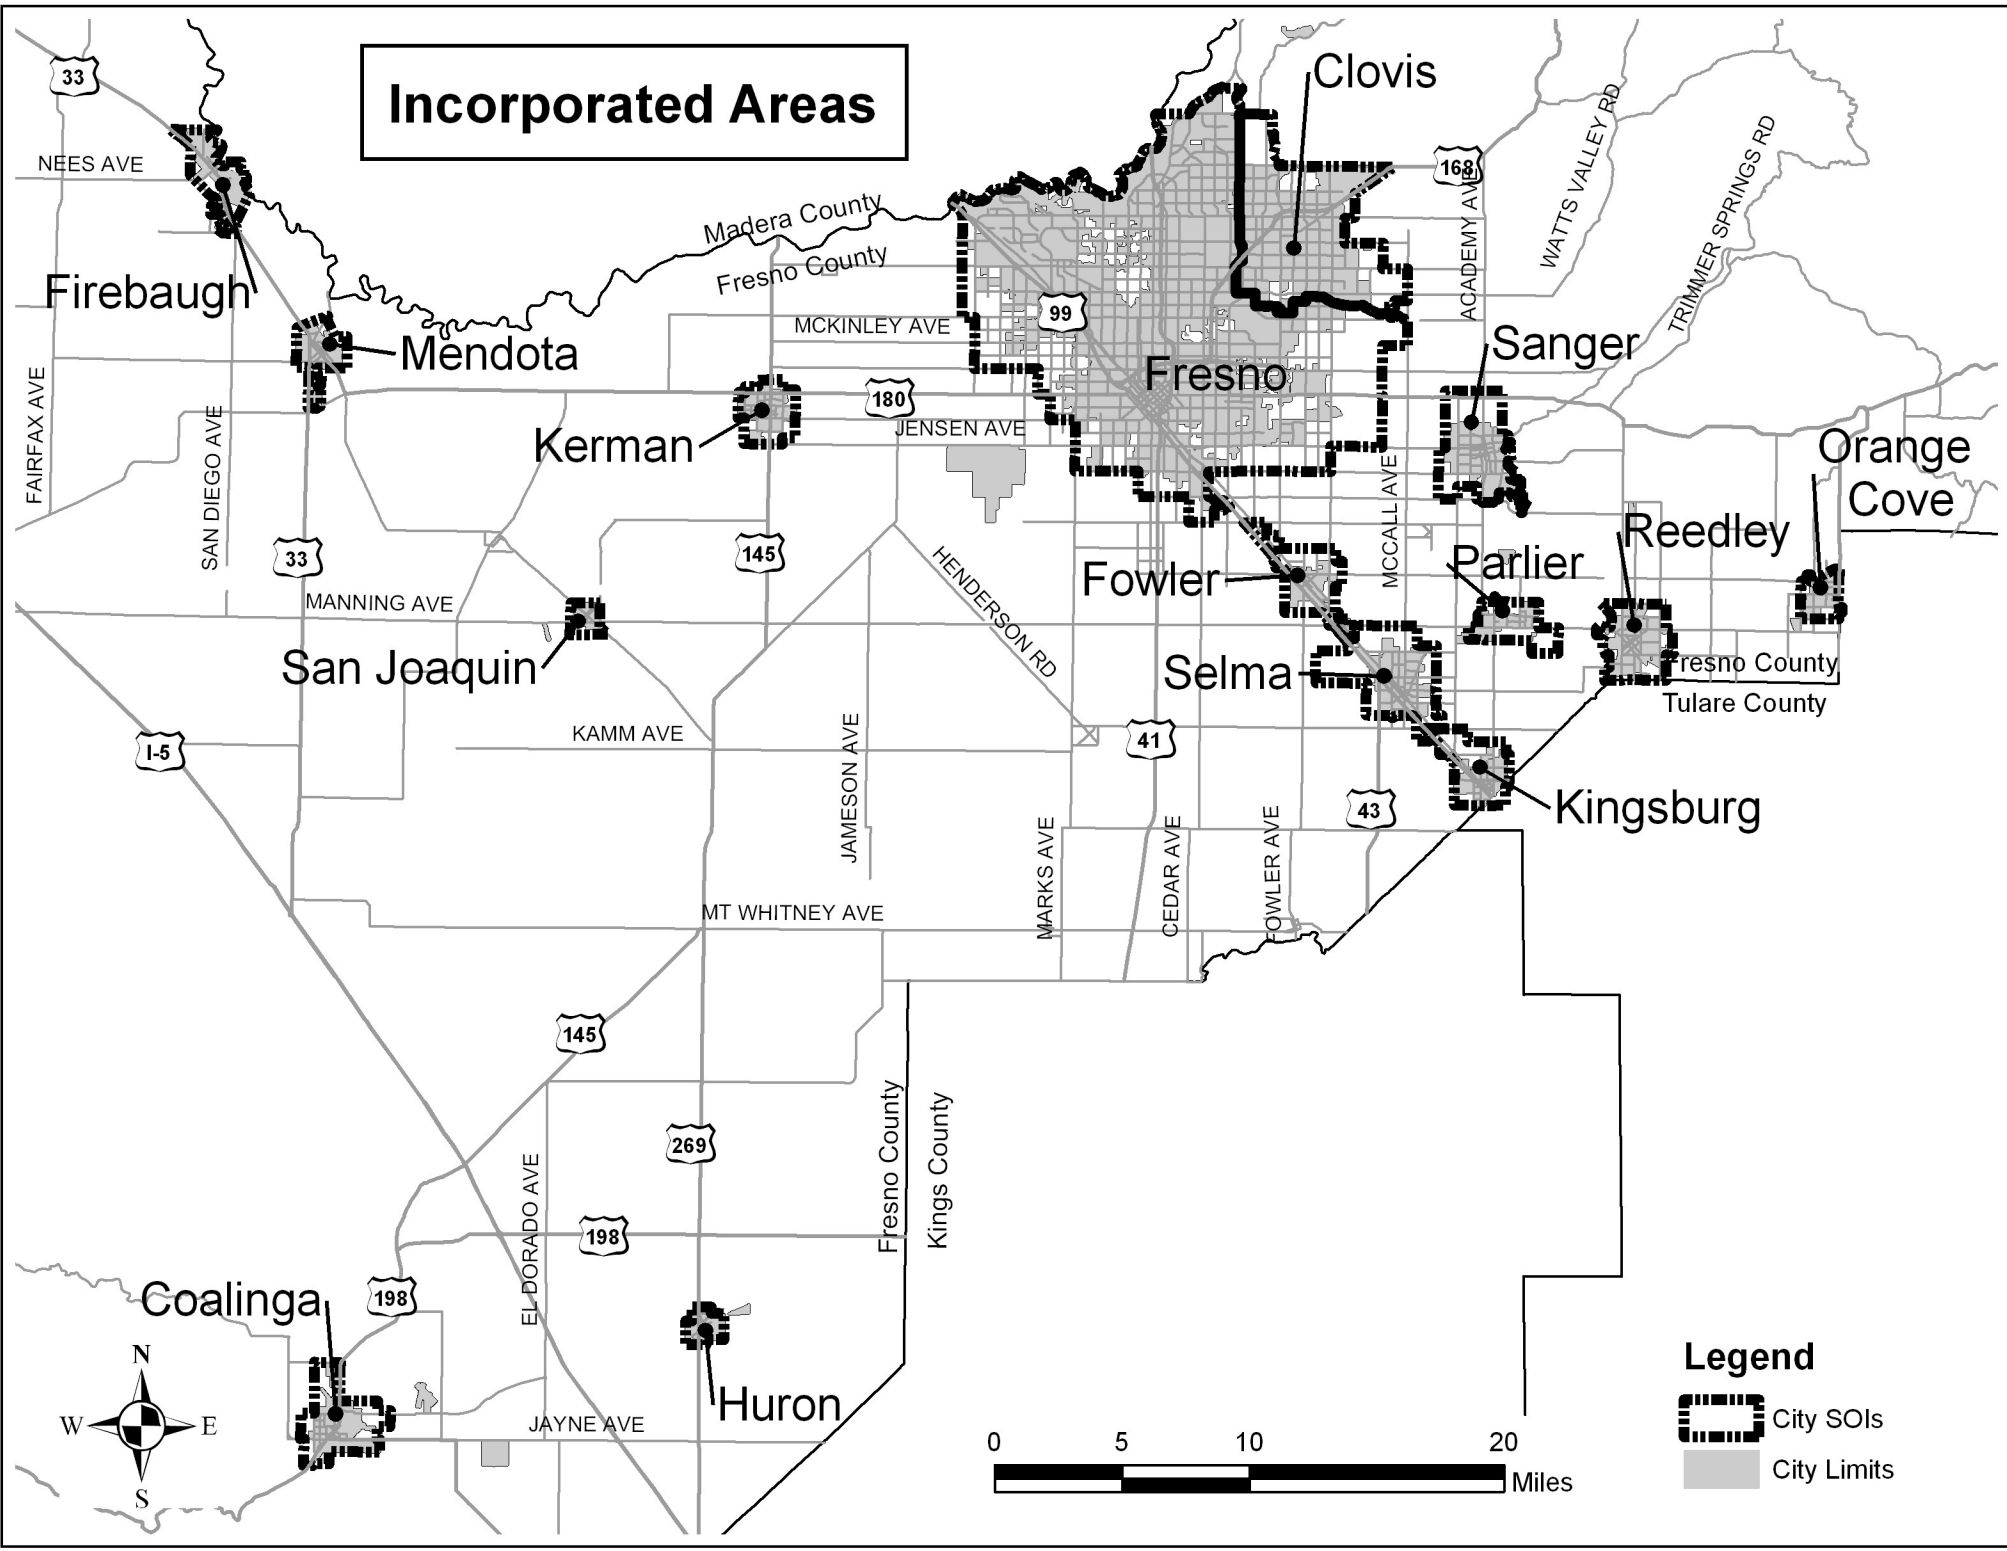 Incorporated Areas
Clovis
33
168
NEES AVE
WATTS VALLEY RD
TRIMMER SPRINGS RD
ACADEMY AVE
Madera County
Fresno County
Firebaugh
99
MCKINLEY AVE
Mendota
Sanger
Fresno
FAIRFAX AVE
SAN DIEGO AVE
180
JENSEN AVE
Kerman
Orange
Cove
MCCALL AVE
Reedley
33
145
HENDERSON RD
Parlier
Fowler
MANNING AVE
San Joaquin
Selma
resno County
Tulare County
I-5
KAMM AVE
JAMESON AVE
41
43
Kingsburg
MARKS AVE
CEDAR AVE
FOWLER AVE
MT WHITNEY AVE
145
269
Fresno County
Kings County
EL DORADO AVE
198
Coalinga
198
N
W
E
S
Huron
JAYNE AVE
Legend
City SOIs
City Limits
0 5 10 20
Miles